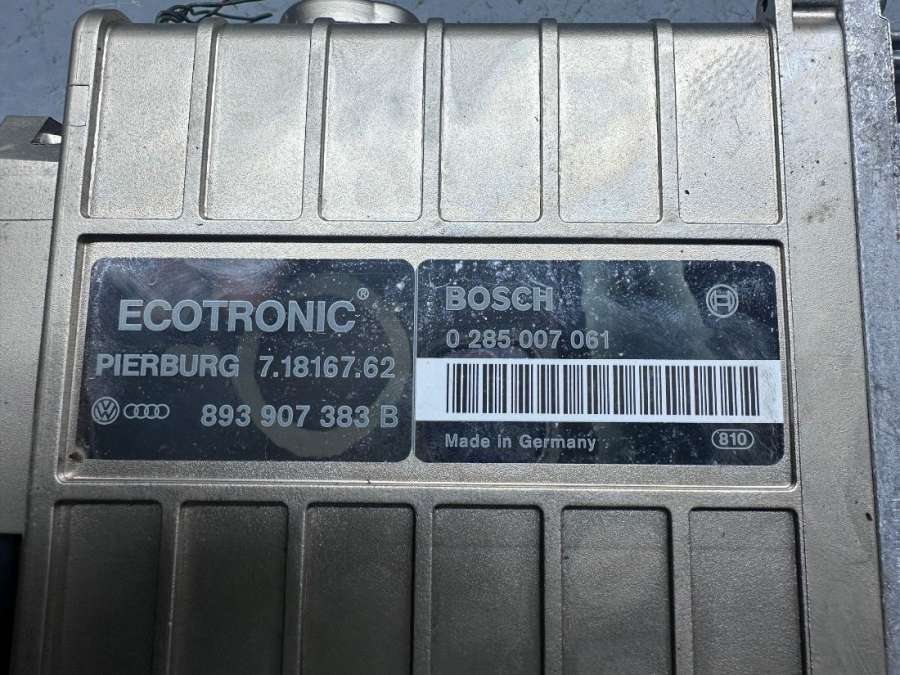 ECOTRONIC®
PIERBURG 7.18167.62
893 907 383 B
BOSCH
0 285 007 061
Made in Germany 810